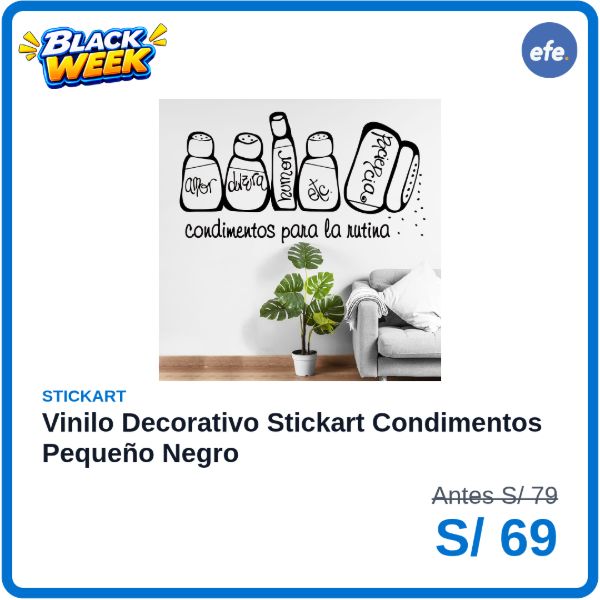 BLACK
WEEK
efe.
amor
dulzura
humor
etc.
paciencia
condimentos para la rutina
STICKART
Vinilo Decorativo Stickart Condimentos
Pequeño Negro
Antes S/ 79
S/ 69